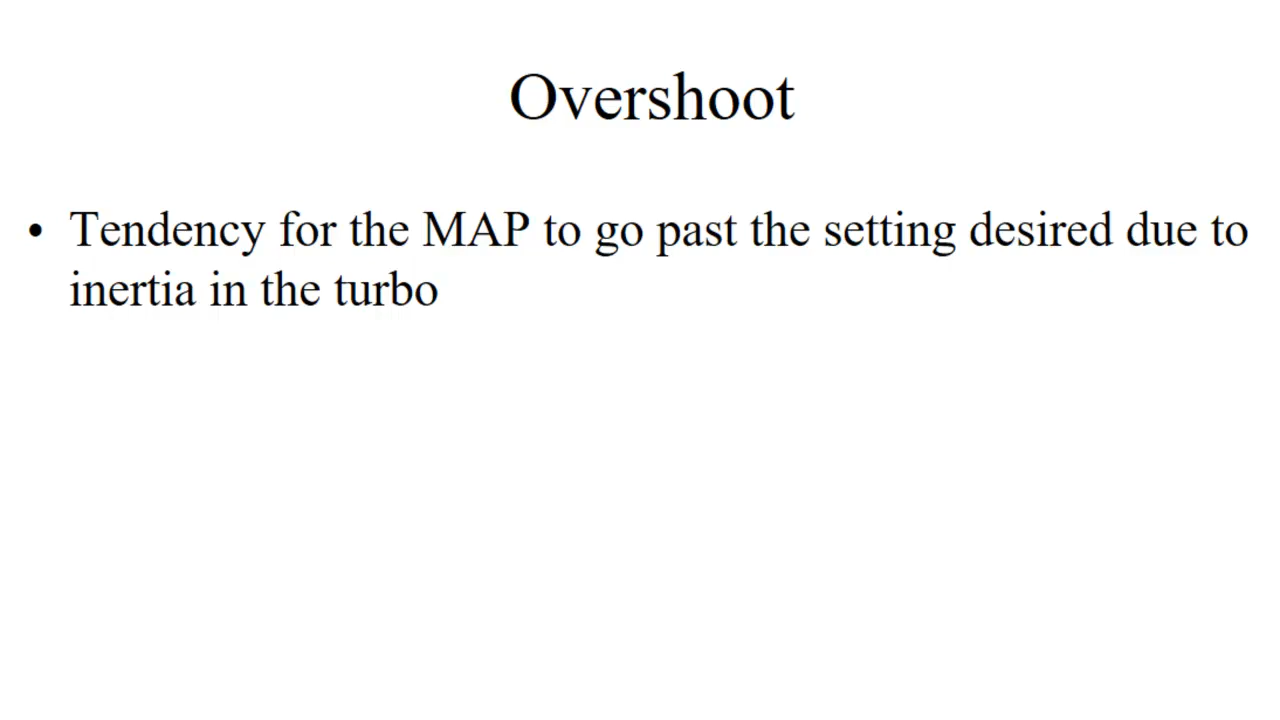 Overshoot
• Tendency for the MAP to go past the setting desired due to
inertia in the turbo